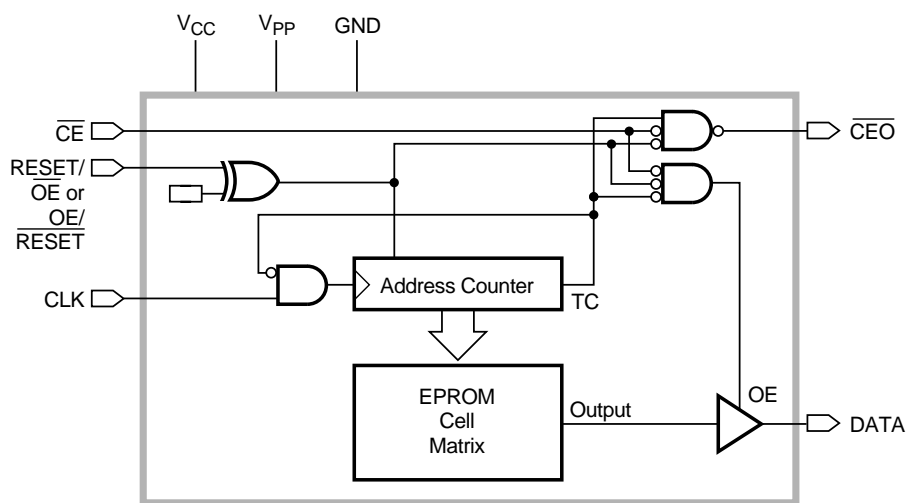 VCC VPP GND
CE
CEO
RESET/
OE or
OE/
RESET
CLK
Address Counter
TC
EPROM
Cell
Matrix
Output
OE
DATA